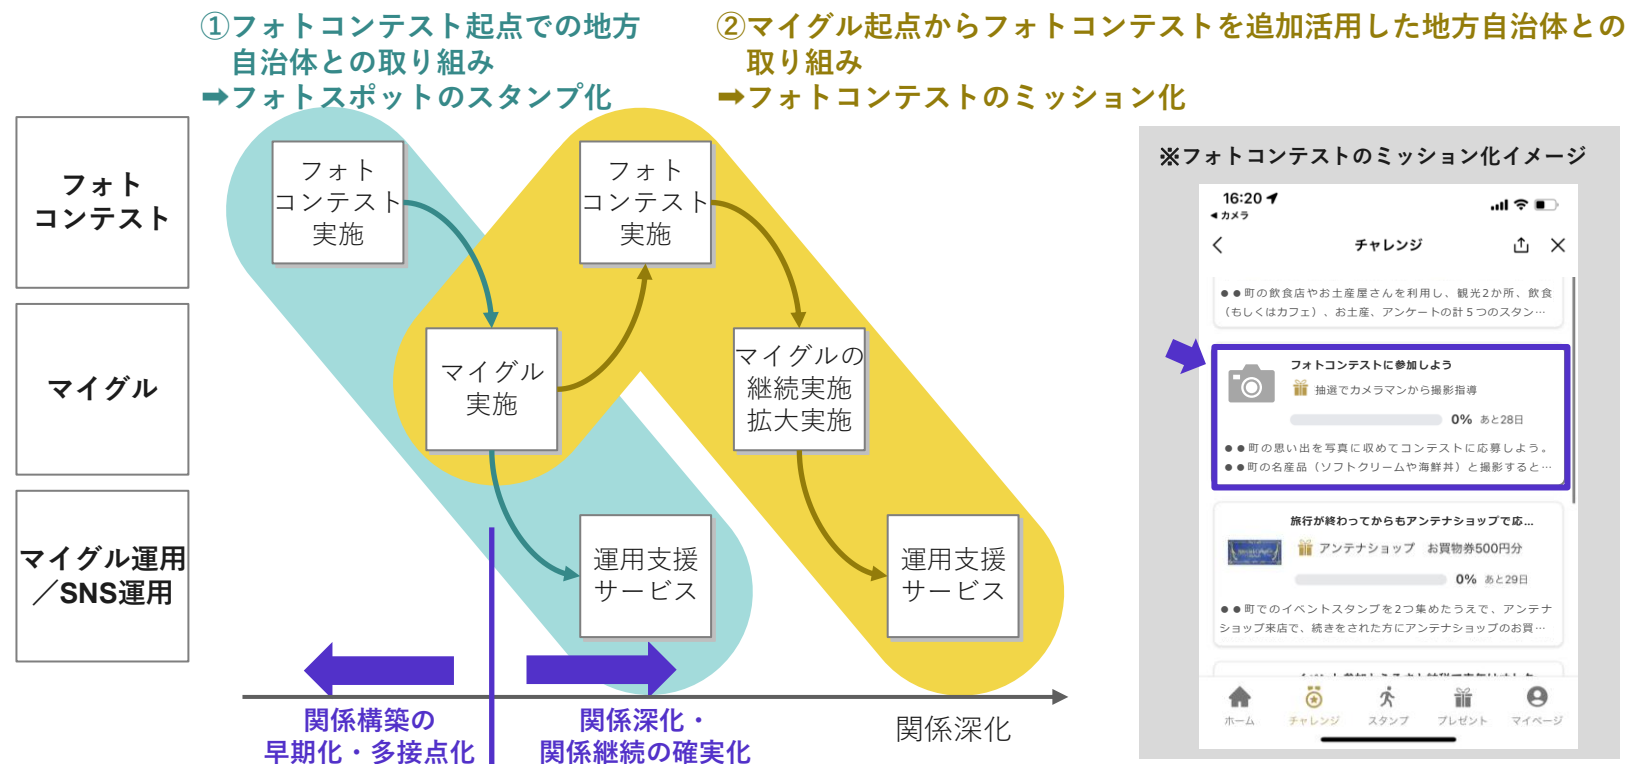 ①フォトコンテスト起点での地方
自治体との取り組み
➡フォトスポットのスタンプ化
②マイグル起点からフォトコンテストを追加活用した地方自治体との
取り組み
➡フォトコンテストのミッション化
フォト
コンテスト
マイグル
マイグル運用
／SNS運用
フォト
コンテスト
実施
フォト
コンテスト
実施
マイグル
実施
マイグルの
継続実施
拡大実施
運用支援
サービス
運用支援
サービス
関係構築の
早期化・多接点化
関係深化・
関係継続の確実化
関係深化
※フォトコンテストのミッション化イメージ
16:20
◀カメラ
チャレンジ
●●町の飲食店やお土産屋さんを利用し、観光2か所、飲食
（もしくはカフェ）、お土産、アンケートの計５つのスタン…
フォトコンテストに参加しよう
抽選でカメラマンから撮影指導
0% あと28日
●●町の思い出を写真に収めてコンテストに応募しよう。
●●町の名産品（ソフトクリームや海鮮丼）と撮影すると…
旅行が終わってからもアンテナショップで応…
アンテナショップ　お買物券500円分
0% あと29日
●●町でのイベントスタンプを2つ集めたうえで、アンテナ
ショップ来店で、続きをされた方にアンテナショップのお買…
ホーム
チャレンジ
スタンプ
プレゼント
マイページ